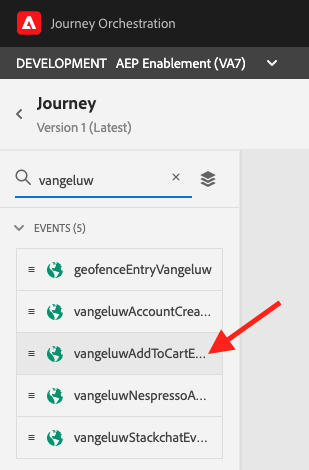 Journey Orchestration
DEVELOPMENT AEP Enablement (VA7)
Journey
Version 1 (Latest)
vangeluw
EVENTS (5)
geofenceEntryVangeluw
vangeluwAccountCrea...
vangeluwAddToCartE...
vangeluwNespressoA...
vangeluwStackchatEv...